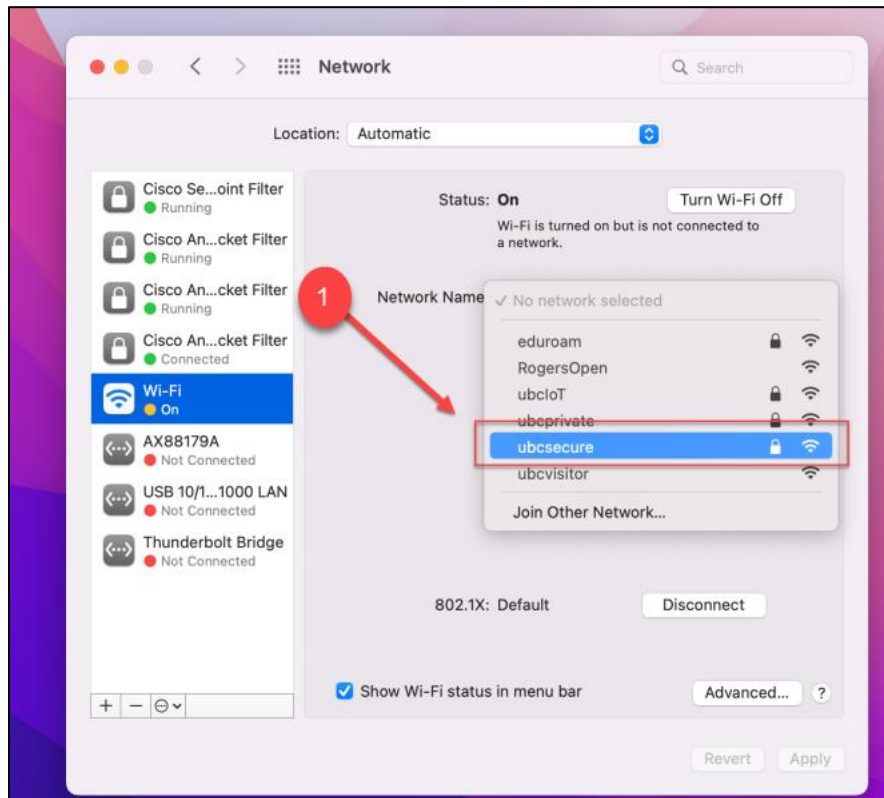 Network
Search
Location: Automatic
Cisco Se...oint Filter
Running
Cisco An...cket Filter
Running
Cisco An...cket Filter
Running
Cisco An...cket Filter
Connected
Wi-Fi
On
AX88179A
Not Connected
USB 10/1...1000 LAN
Not Connected
Thunderbolt Bridge
Not Connected
Status: On
Turn Wi-Fi Off
Wi-Fi is turned on but is not connected to
a network.
1
Network Name
✓ No network selected
eduroam
RogersOpen
ubcIoT
ubcprivate
ubcsecure
ubcvisitor
Join Other Network...
802.1X: Default
Disconnect
Show Wi-Fi status in menu bar
Advanced...
?
Revert
Apply